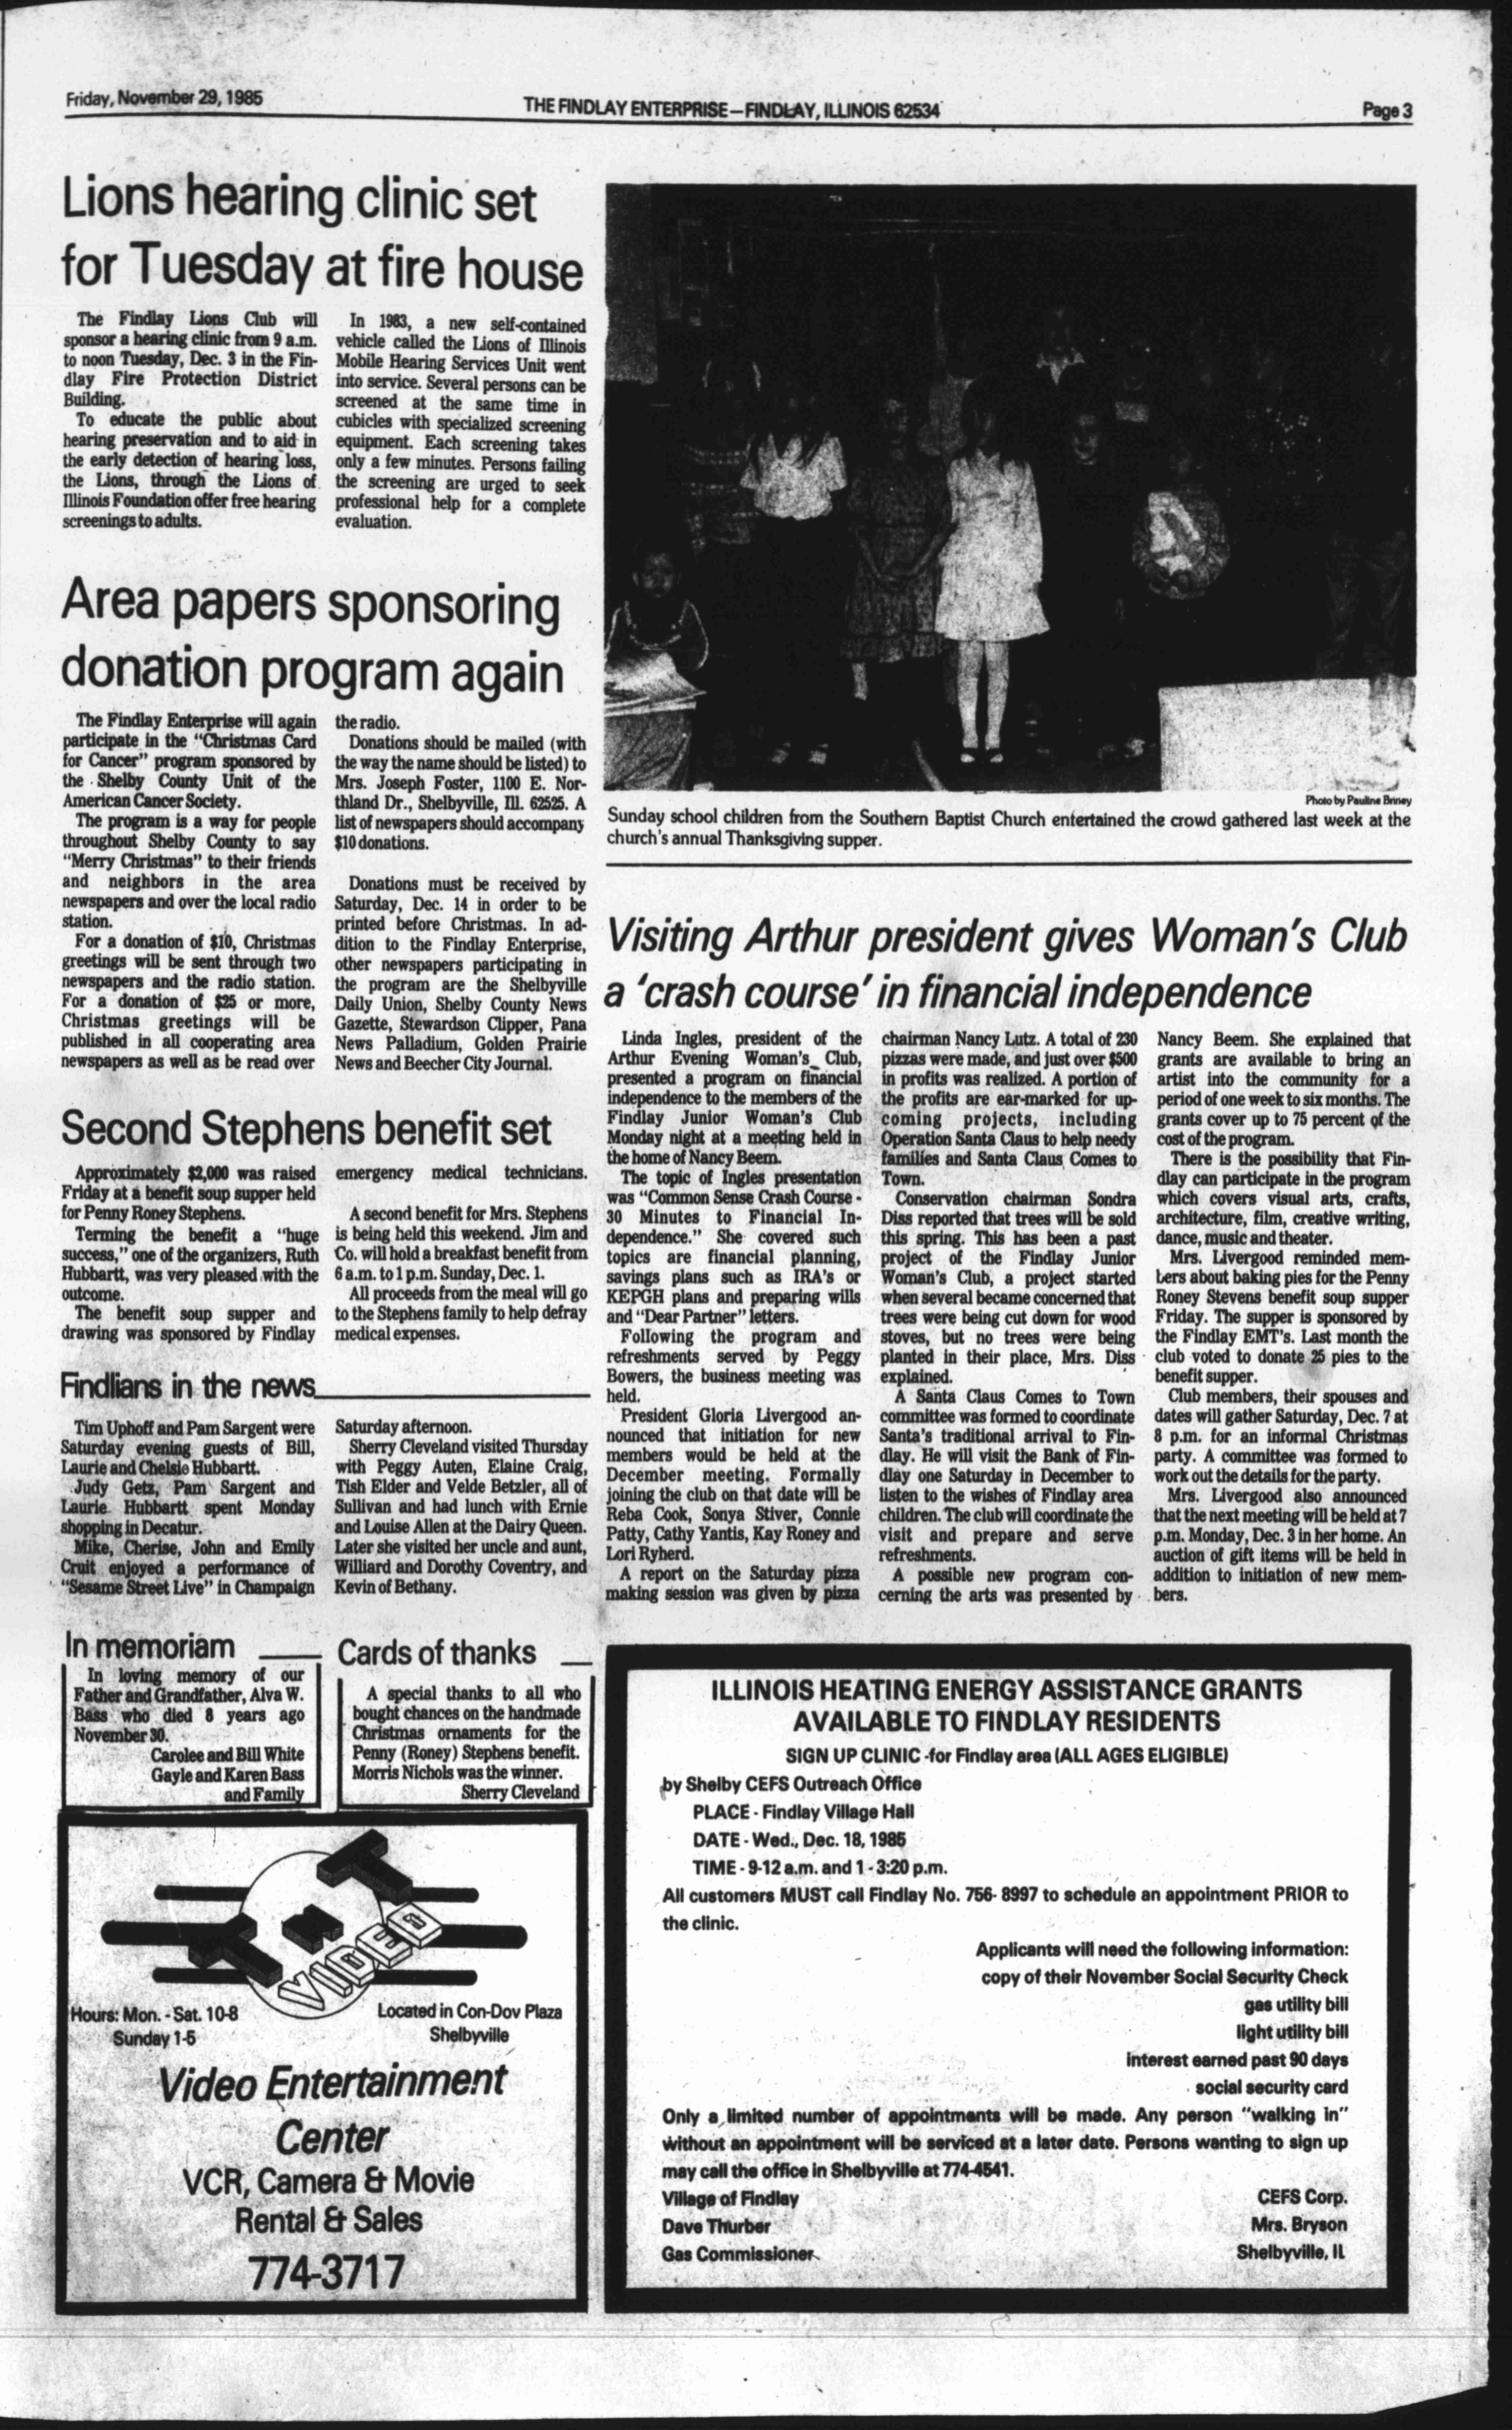 Friday, November 29, 1985
THE FINDLAY ENTERPRISE—FINDLAY, ILLINOIS 62534
Page 3
Lions hearing clinic set
for Tuesday at fire house
The Findlay Lions Club will
sponsor a hearing clinic from 9 a.m.
to noon Tuesday, Dec. 3 in the Fin-
dlay Fire Protection District
Building.
To educate the public about
hearing preservation and to aid in
the early detection of hearing loss,
the Lions, through the Lions of
Illinois Foundation offer free hearing
screenings to adults.
In 1983, a new self-contained
vehicle called the Lions of Illinois
Mobile Hearing Services Unit went
into service. Several persons can be
screened at the same time in
cubicles with specialized screening
equipment. Each screening takes
only a few minutes. Persons failing
the screening are urged to seek
professional help for a complete
evaluation.
Area papers sponsoring
donation program again
The Findlay Enterprise will again
participate in the "Christmas Card
for Cancer" program sponsored by
the Shelby County Unit of the
American Cancer Society.
The program is a way for people
throughout Shelby County to say
"Merry Christmas" to their friends
and neighbors in the area
newspapers and over the local radio
station.
For a donation of $10, Christmas
greetings will be sent through two
newspapers and the radio station.
For a donation of $25 or more,
Christmas greetings will be
published in all cooperating area
newspapers as well as be read over
the radio.
Donations should be mailed (with
the way the name should be listed) to
Mrs. Joseph Foster, 1100 E. Nor-
thland Dr., Shelbyville, Ill. 62525. A
list of newspapers should accompany
$10 donations.
Donations must be received by
Saturday, Dec. 14 in order to be
printed before Christmas. In ad-
dition to the Findlay Enterprise,
other newspapers participating in
the program are the Shelbyville
Daily Union, Shelby County News
Gazette, Stewardson Clipper, Pana
News Palladium, Golden Prairie
News and Beecher City Journal.
Second Stephens benefit set
Approximately $2,000 was raised
Friday at a benefit soup supper held
for Penny Roney Stephens.
Terming the benefit a "huge
success," one of the organizers, Ruth
Hubbartt, was very pleased with the
outcome.
The benefit soup supper and
drawing was sponsored by Findlay
emergency medical technicians.
A second benefit for Mrs. Stephens
is being held this weekend. Jim and
Co. will hold a breakfast benefit from
6 a.m. to 1 p.m. Sunday, Dec. 1.
All proceeds from the meal will go
to the Stephens family to help defray
medical expenses.
Findlians in the news
Tim Uphoff and Pam Sargent were
Saturday evening guests of Bill,
Laurie and Chelsie Hubbartt.
Judy Getz, Pam Sargent and
Laurie Hubbartt spent Monday
shopping in Decatur.
Mike, Cherise, John and Emily
Cruit enjoyed a performance of
"Sesame Street Live" in Champaign
Saturday afternoon.
Sherry Cleveland visited Thursday
with Peggy Auten, Elaine Craig,
Tish Elder and Velde Betzler, all of
Sullivan and had lunch with Ernie
and Louise Allen at the Dairy Queen.
Later she visited her uncle and aunt,
Williard and Dorothy Coventry, and
Kevin of Bethany.
In memoriam
In loving memory of our
Father and Grandfather, Alva W.
Bass who died 8 years ago
November 30.
Carolee and Bill White
Gayle and Karen Bass
and Family
Cards of thanks
A special thanks to all who
bought chances on the handmade
Christmas ornaments for the
Penny (Roney) Stephens benefit.
Morris Nichols was the winner.
Sherry Cleveland
T N T
VIDEO
Hours: Mon. - Sat. 10-8
Sunday 1-5
Located in Con-Dov Plaza
Shelbyville
Video Entertainment
Center
VCR, Camera & Movie
Rental & Sales
774-3717
Photo by Pauline Briney
Sunday school children from the Southern Baptist Church entertained the crowd gathered last week at the
church's annual Thanksgiving supper.
Visiting Arthur president gives Woman's Club
a 'crash course' in financial independence
Linda Ingles, president of the
Arthur Evening Woman's Club,
presented a program on financial
independence to the members of the
Findlay Junior Woman's Club
Monday night at a meeting held in
the home of Nancy Beem.
The topic of Ingles presentation
was "Common Sense Crash Course -
30 Minutes to Financial In-
dependence." She covered such
topics are financial planning,
savings plans such as IRA's or
KEPGH plans and preparing wills
and "Dear Partner" letters.
Following the program and
refreshments served by Peggy
Bowers, the business meeting was
held.
President Gloria Livergood an-
nounced that initiation for new
members would be held at the
December meeting. Formally
joining the club on that date will be
Reba Cook, Sonya Stiver, Connie
Patty, Cathy Yantis, Kay Roney and
Lori Ryherd.
A report on the Saturday pizza
making session was given by pizza
chairman Nancy Lutz. A total of 230
pizzas were made, and just over $500
in profits was realized. A portion of
the profits are ear-marked for up-
coming projects, including
Operation Santa Claus to help needy
families and Santa Claus Comes to
Town.
Conservation chairman Sondra
Diss reported that trees will be sold
this spring. This has been a past
project of the Findlay Junior
Woman's Club, a project started
when several became concerned that
trees were being cut down for wood
stoves, but no trees were being
planted in their place, Mrs. Diss
explained.
A Santa Claus Comes to Town
committee was formed to coordinate
Santa's traditional arrival to Fin-
dlay. He will visit the Bank of Fin-
dlay one Saturday in December to
listen to the wishes of Findlay area
children. The club will coordinate the
visit and prepare and serve
refreshments.
A possible new program con-
cerning the arts was presented by
Nancy Beem. She explained that
grants are available to bring an
artist into the community for a
period of one week to six months. The
grants cover up to 75 percent of the
cost of the program.
There is the possibility that Fin-
dlay can participate in the program
which covers visual arts, crafts,
architecture, film, creative writing,
dance, music and theater.
Mrs. Livergood reminded mem-
bers about baking pies for the Penny
Roney Stevens benefit soup supper
Friday. The supper is sponsored by
the Findlay EMT's. Last month the
club voted to donate 25 pies to the
benefit supper.
Club members, their spouses and
dates will gather Saturday, Dec. 7 at
8 p.m. for an informal Christmas
party. A committee was formed to
work out the details for the party.
Mrs. Livergood also announced
that the next meeting will be held at 7
p.m. Monday, Dec. 3 in her home. An
auction of gift items will be held in
addition to initiation of new mem-
bers.
ILLINOIS HEATING ENERGY ASSISTANCE GRANTS
AVAILABLE TO FINDLAY RESIDENTS
SIGN UP CLINIC -for Findlay area (ALL AGES ELIGIBLE)
by Shelby CEFS Outreach Office
PLACE - Findlay Village Hall
DATE - Wed., Dec. 18, 1985
TIME - 9-12 a.m. and 1 - 3:20 p.m.
All customers MUST call Findlay No. 756- 8997 to schedule an appointment PRIOR to
the clinic.
Applicants will need the following information:
copy of their November Social Security Check
gas utility bill
light utility bill
interest earned past 90 days
social security card
Only a limited number of appointments will be made. Any person "walking in"
without an appointment will be serviced at a later date. Persons wanting to sign up
may call the office in Shelbyville at 774-4541.
Village of Findlay
Dave Thurber
Gas Commissioner
CEFS Corp.
Mrs. Bryson
Shelbyville, IL